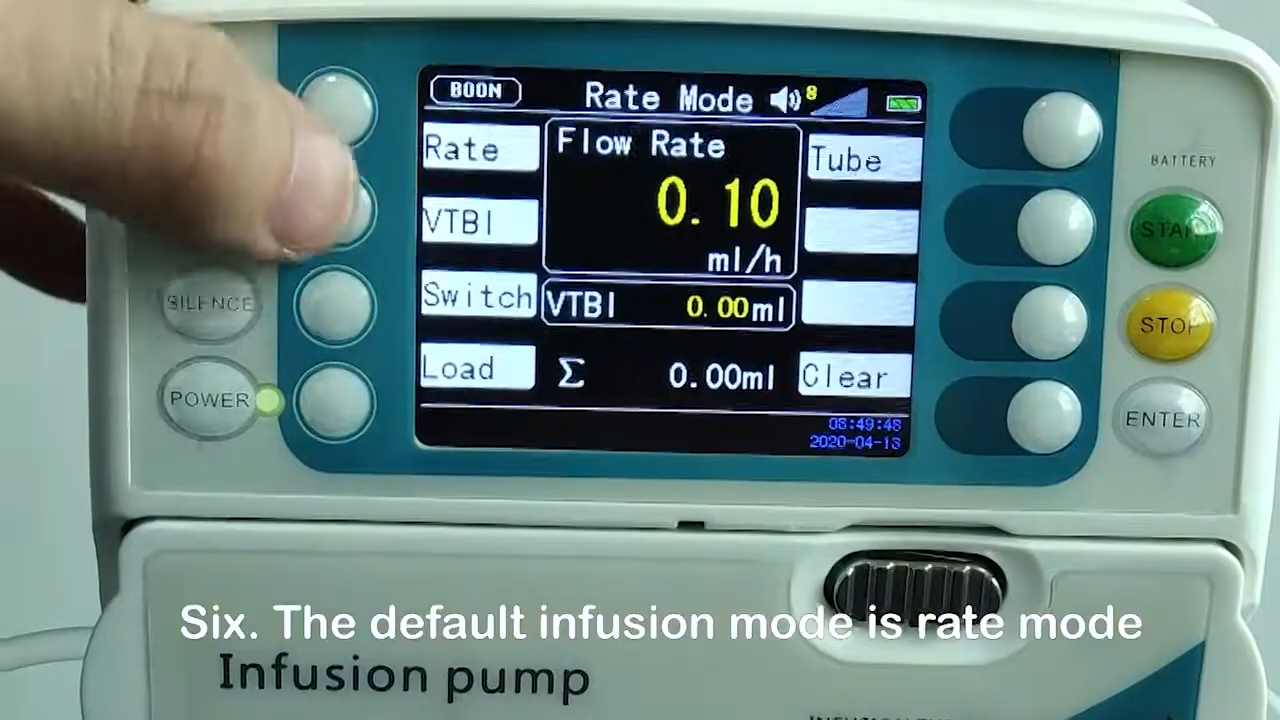 BOON Rate Mode 8
Rate
Flow Rate
Tube
0.10
VTBI
ml/h
Switch
VTBI 0.00ml
Load
Σ 0.00ml
Clear
08:49:48
2020-04-13
SILENCE
POWER
BATTERY
START
STOP
ENTER
Six. The default infusion mode is rate mode
Infusion pump